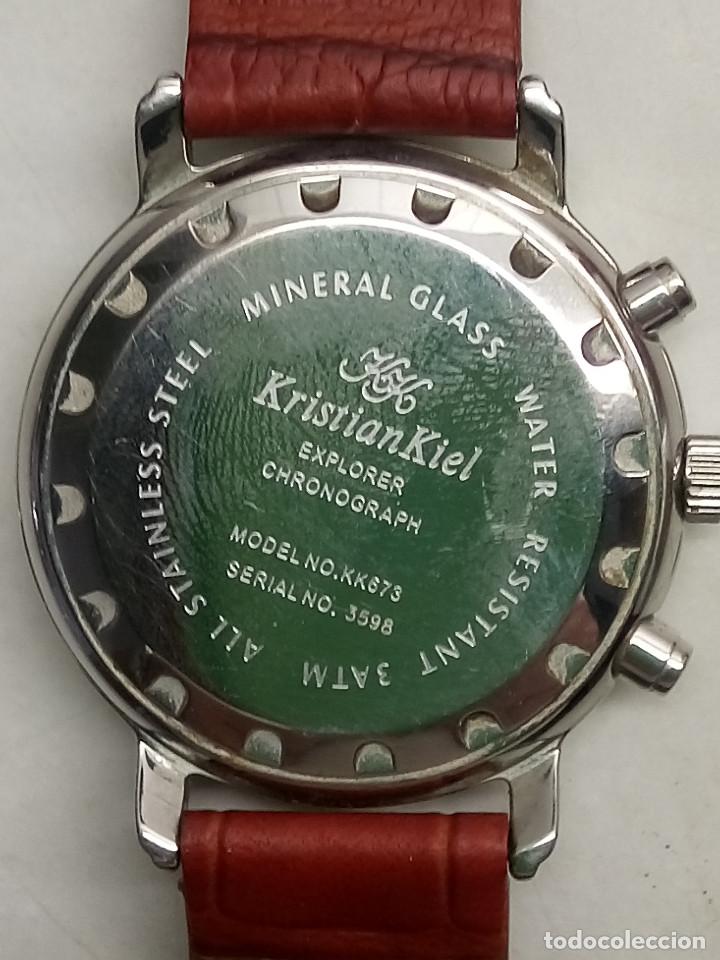 ALL STAINLESS STEEL MINERAL GLASS WATER RESISTANT 3ATM
KK
KristianKiel
EXPLORER
CHRONOGRAPH
MODEL NO.KK673
SERIAL NO. 3598
todocoleccion